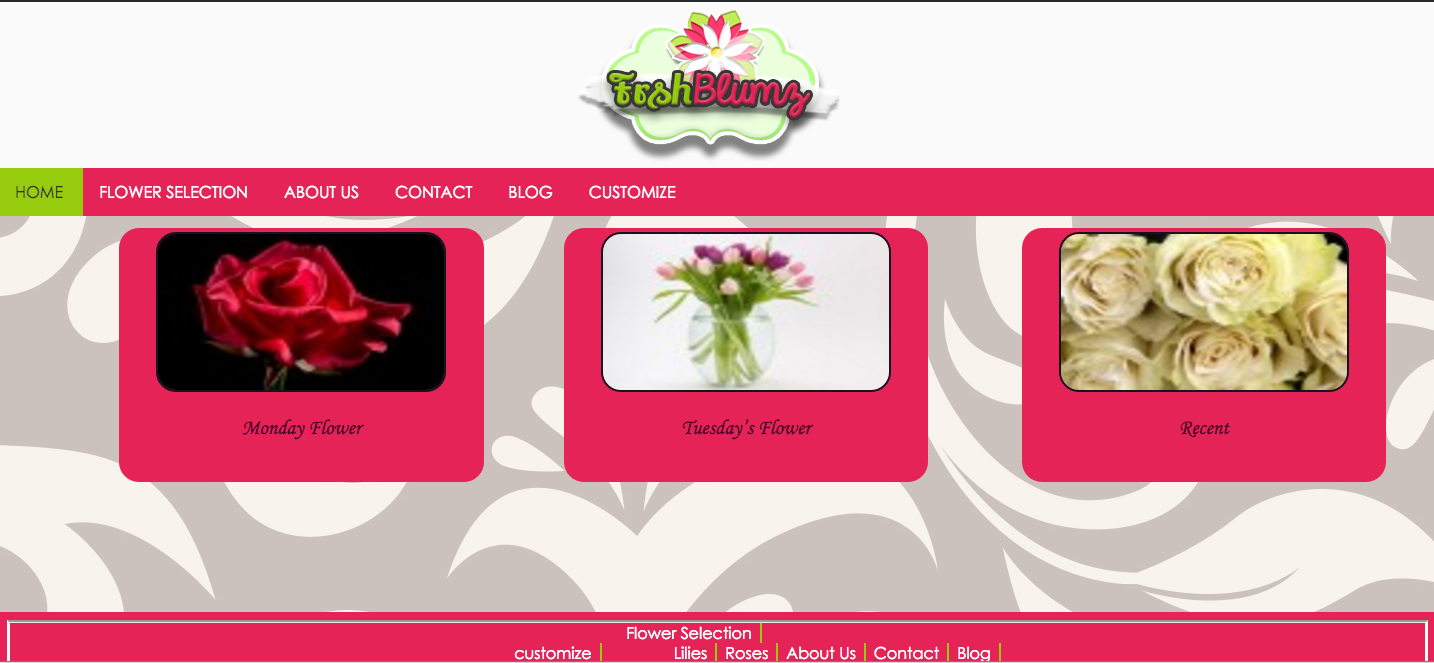 FrshBlumz
HOME FLOWER SELECTION ABOUT US CONTACT BLOG CUSTOMIZE
Monday Flower
Tuesday's Flower
Recent
Flower Selection
customize Lilies Roses About Us Contact Blog